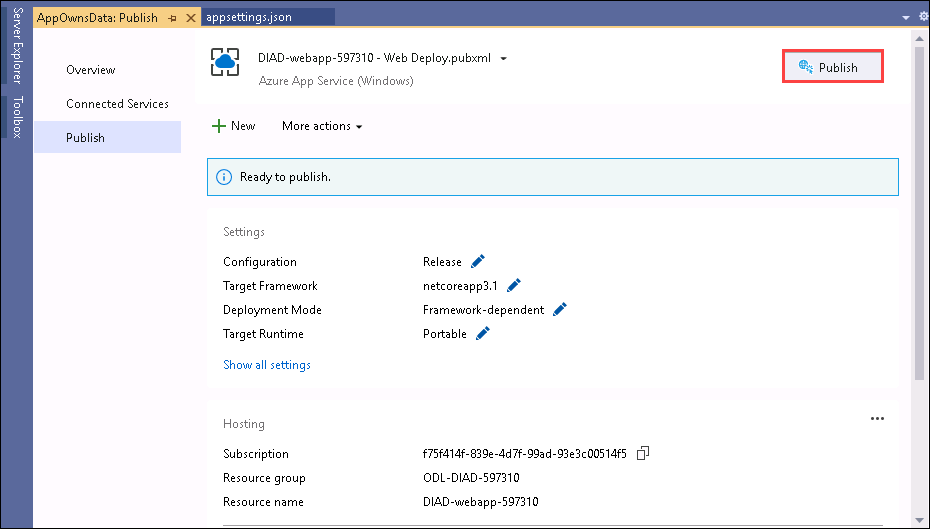 Server Explorer
Toolbox
AppOwnsData: Publish
appsettings.json
Overview
Connected Services
Publish
DIAD-webapp-597310 - Web Deploy.pubxml
Azure App Service (Windows)
Publish
New
More actions
Ready to publish.
Settings
Configuration Release
Target Framework netcoreapp3.1
Deployment Mode Framework-dependent
Target Runtime Portable
Show all settings
Hosting
Subscription f75f414f-839e-4d7f-99ad-93e3c00514f5
Resource group ODL-DIAD-597310
Resource name DIAD-webapp-597310